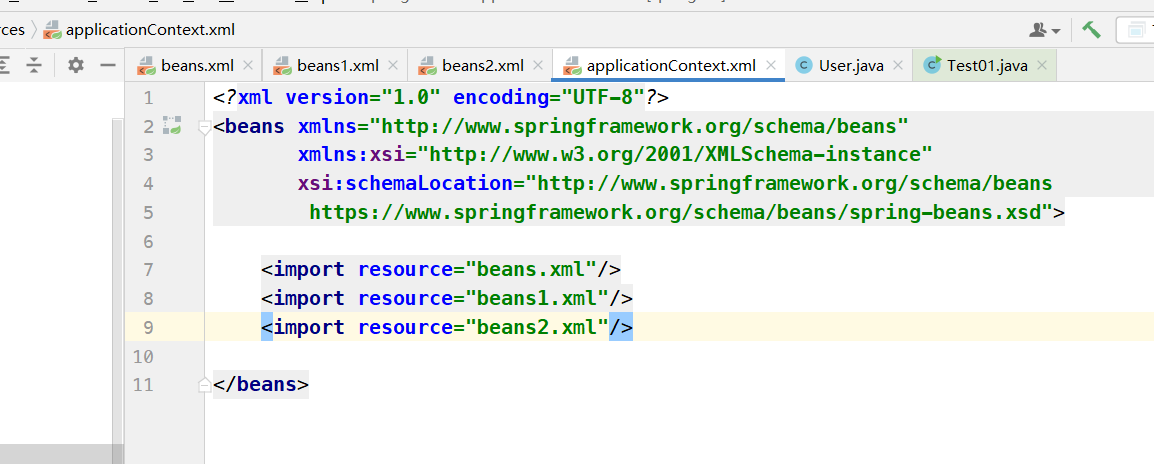 rces applicationContext.xml
beans.xml beans1.xml beans2.xml applicationContext.xml User.java Test01.java
1 <?xml version="1.0" encoding="UTF-8"?>
2 <beans xmlns="http://www.springframework.org/schema/beans"
3 xmlns:xsi="http://www.w3.org/2001/XMLSchema-instance"
4 xsi:schemaLocation="http://www.springframework.org/schema/beans
5 https://www.springframework.org/schema/beans/spring-beans.xsd">
6
7 <import resource="beans.xml"/>
8 <import resource="beans1.xml"/>
9 <import resource="beans2.xml"/>
10
11 </beans>